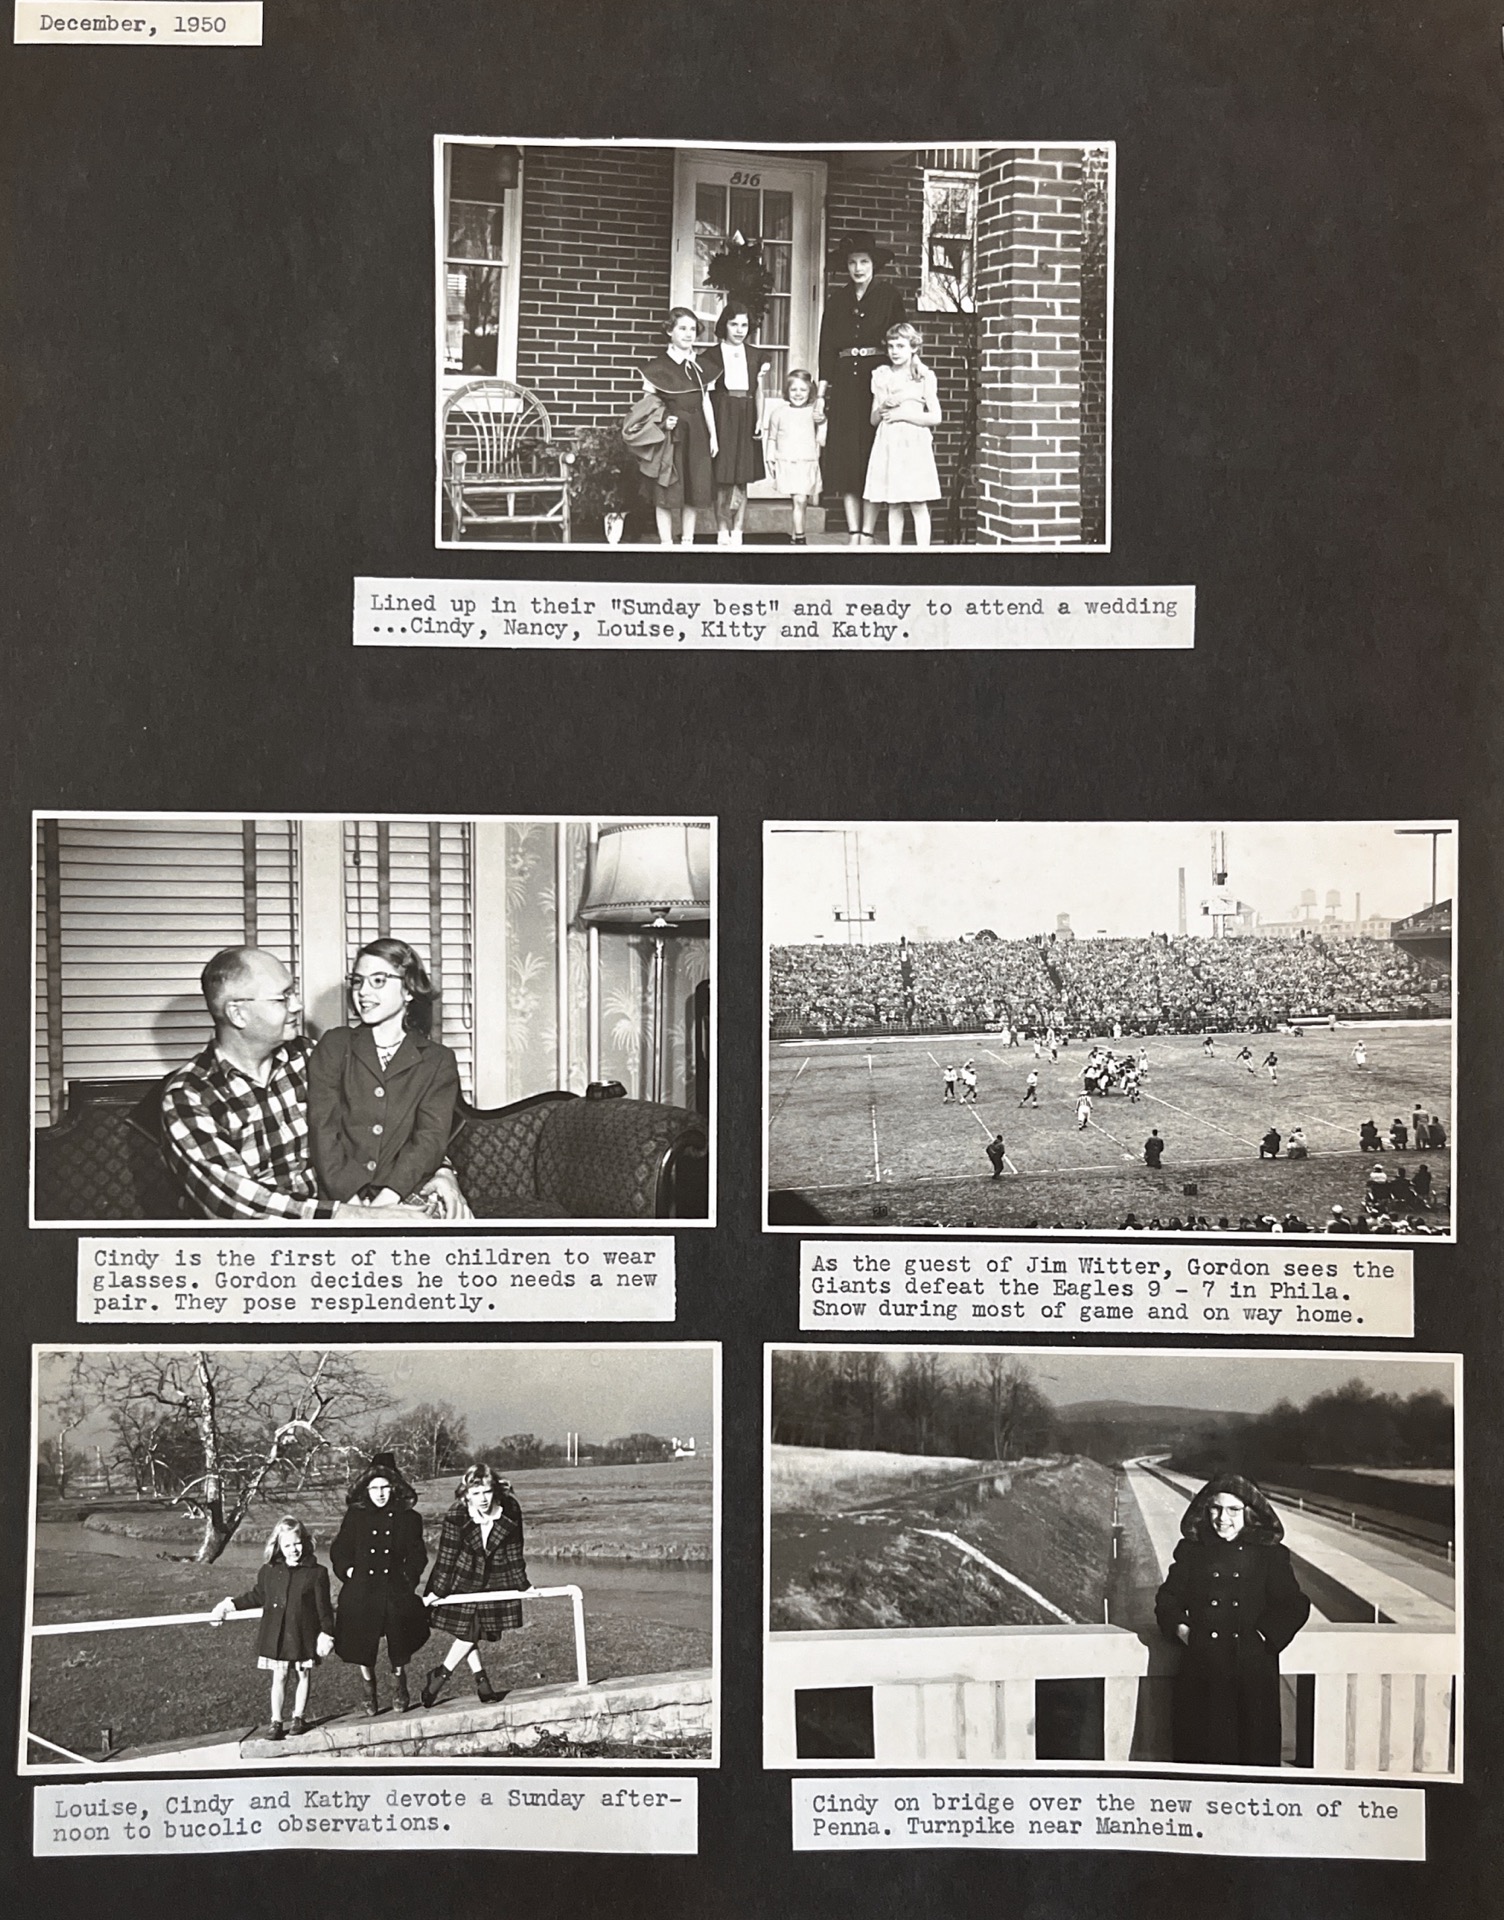 December, 1950
816
Lined up in their "Sunday best" and ready to attend a wedding
...Cindy, Nancy, Louise, Kitty and Kathy.
Cindy is the first of the children to wear
glasses. Gordon decides he too needs a new
pair. They pose resplendently.
As the guest of Jim Witter, Gordon sees the
Giants defeat the Eagles 9 - 7 in Phila.
Snow during most of game and on way home.
Louise, Cindy and Kathy devote a Sunday after-
noon to bucolic observations.
Cindy on bridge over the new section of the
Penna. Turnpike near Manheim.